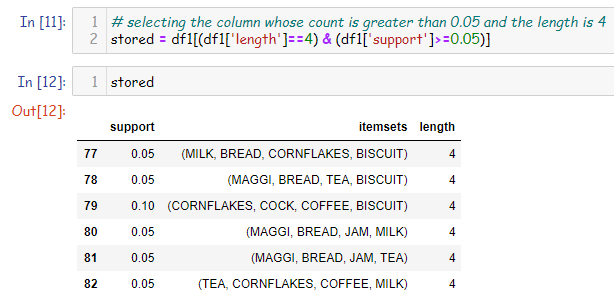 In [11]: 1 # selecting the column whose count is greater than 0.05 and the length is 4
2 stored = df1[(df1['length']==4) & (df1['support']>=0.05)]
In [12]: 1 stored
Out[12]:
support itemsets length
77 0.05 (MILK, BREAD, CORNFLAKES, BISCUIT) 4
78 0.05 (MAGGI, BREAD, TEA, BISCUIT) 4
79 0.10 (CORNFLAKES, COCK, COFFEE, BISCUIT) 4
80 0.05 (MAGGI, BREAD, JAM, MILK) 4
81 0.05 (MAGGI, BREAD, JAM, TEA) 4
82 0.05 (TEA, CORNFLAKES, COFFEE, MILK) 4